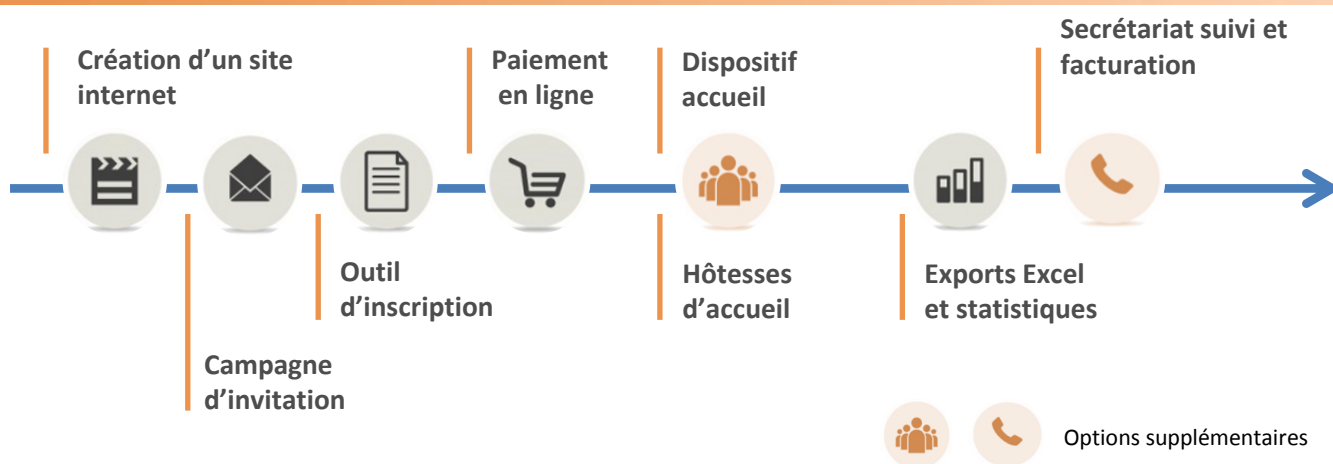 Création d’un site
internet
Paiement
en ligne
Dispositif
accueil
Secrétariat suivi et
facturation
Outil
d’inscription
Hôtesses
d’accueil
Exports Excel
et statistiques
Campagne
d’invitation
Options supplémentaires